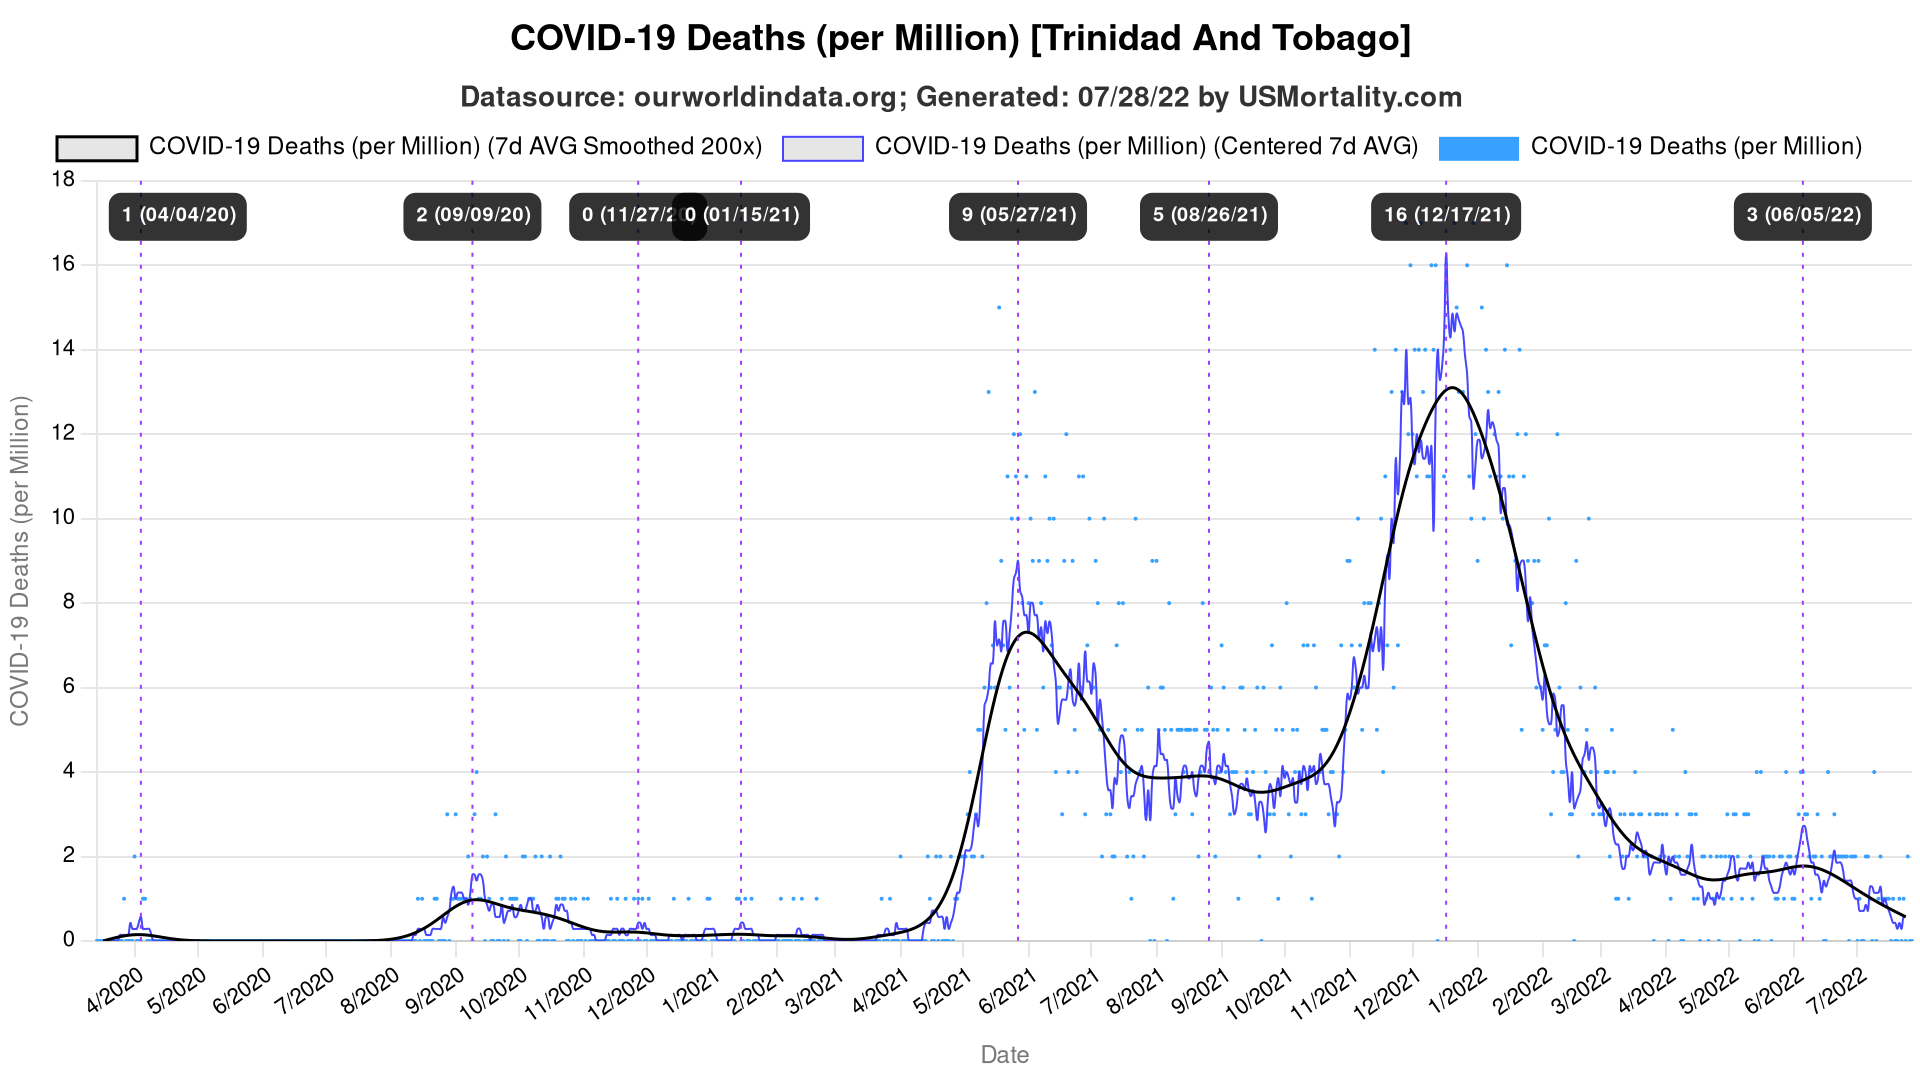 COVID-19 Deaths (per Million) [Trinidad And Tobago]
Datasource: ourworldindata.org; Generated: 07/28/22 by USMortality.com
COVID-19 Deaths (per Million) (7d AVG Smoothed 200x) COVID-19 Deaths (per Million) (Centered 7d AVG) COVID-19 Deaths (per Million)
18
1 (04/04/20) 2 (09/09/20) 0 (11/27/20 0 (01/15/21) 9 (05/27/21) 5 (08/26/21) 16 (12/17/21) 3 (06/05/22)
16
14
12
10
8
6
4
2
0
COVID-19 Deaths (per Million)
4/2020 5/2020 6/2020 7/2020 8/2020 9/2020 10/2020 11/2020 12/2020 1/2021 2/2021 3/2021 4/2021 5/2021 6/2021 7/2021 8/2021 9/2021 10/2021 11/2021 12/2021 1/2022 2/2022 3/2022 4/2022 5/2022 6/2022 7/2022
Date